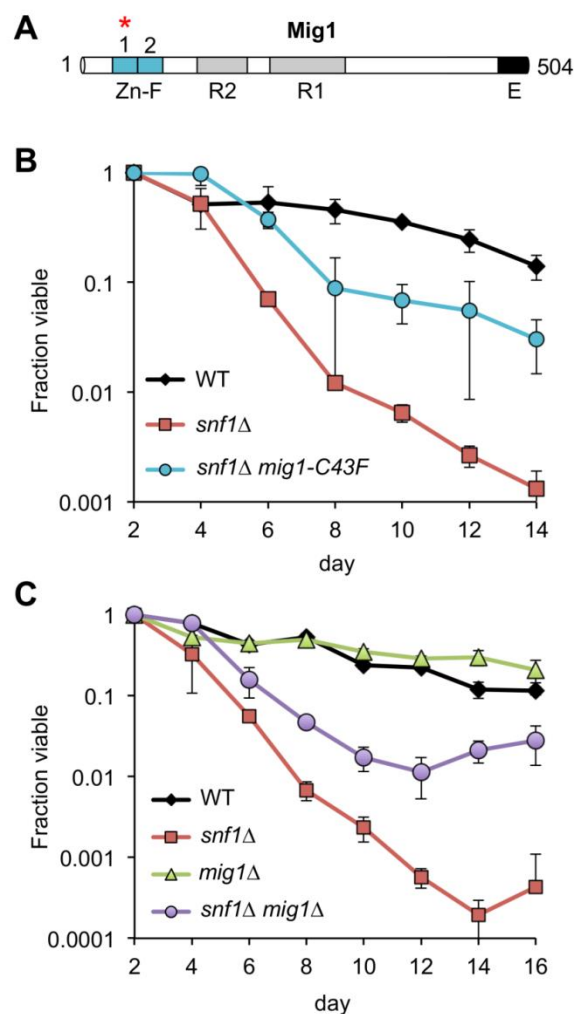 A
*
1 2
Mig1
1
504
Zn-F R2 R1 E
B
1
0.1
0.01
0.001
Fraction viable
WT
snf1Δ
snf1Δ mig1-C43F
2 4 6 8 10 12 14
day
C
1
0.1
0.01
0.001
0.0001
Fraction viable
WT
snf1Δ
mig1Δ
snf1Δ mig1Δ
2 4 6 8 10 12 14 16
day